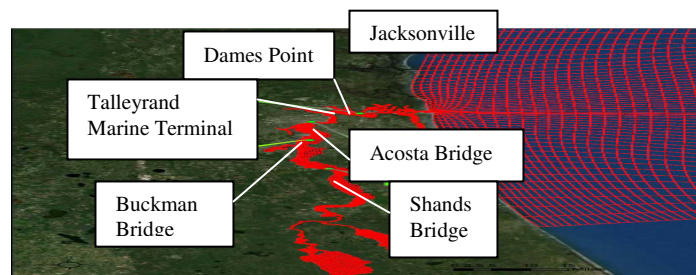 Jacksonville
Dames Point
Talleyrand
Marine Terminal
Acosta Bridge
Buckman
Bridge
Shands
Bridge